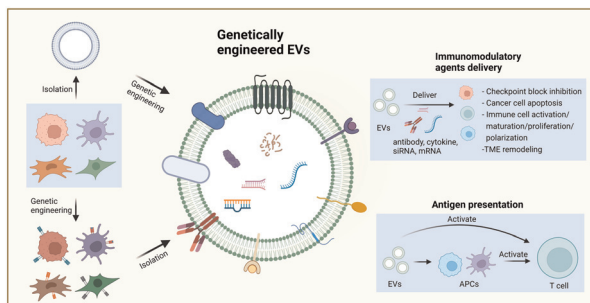 Genetically
engineered EVs
Isolation
Genetic
engineering
Genetic
engineering
Isolation
Immunomodulatory
agents delivery
Deliver
EVs
antibody, cytokine,
siRNA, mRNA
- Checkpoint block inhibition
- Cancer cell apoptosis
- Immune cell activation/
maturation/proliferation/
polarization
-TME remodeling
Antigen presentation
Activate
Activate
EVs
APCs
T cell